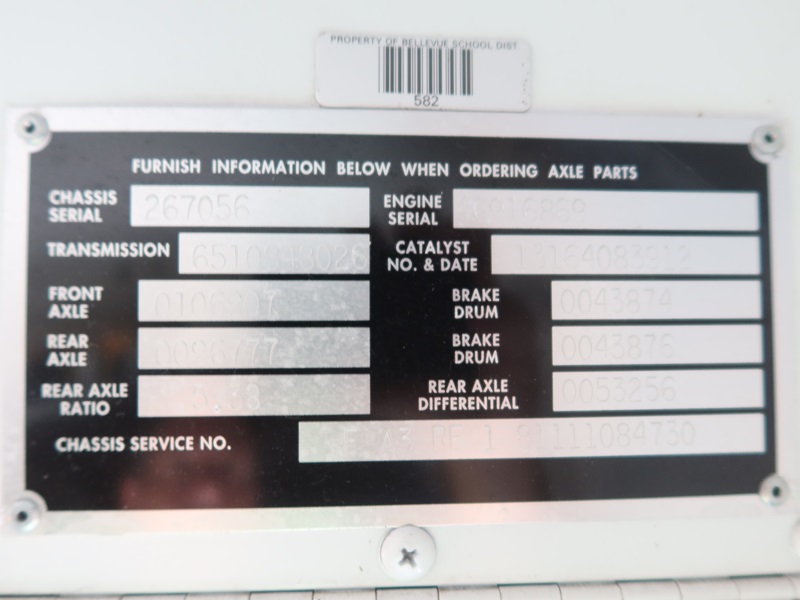 PROPERTY OF BELLEVUE SCHOOL DIST.
582
FURNISH INFORMATION BELOW WHEN ORDERING AXLE PARTS
CHASSIS SERIAL 267056
ENGINE SERIAL
TRANSMISSION
CATALYST NO. & DATE
FRONT AXLE
BRAKE DRUM 0043874
REAR AXLE
BRAKE DRUM 0043876
REAR AXLE RATIO
REAR AXLE DIFFERENTIAL 0053256
CHASSIS SERVICE NO.